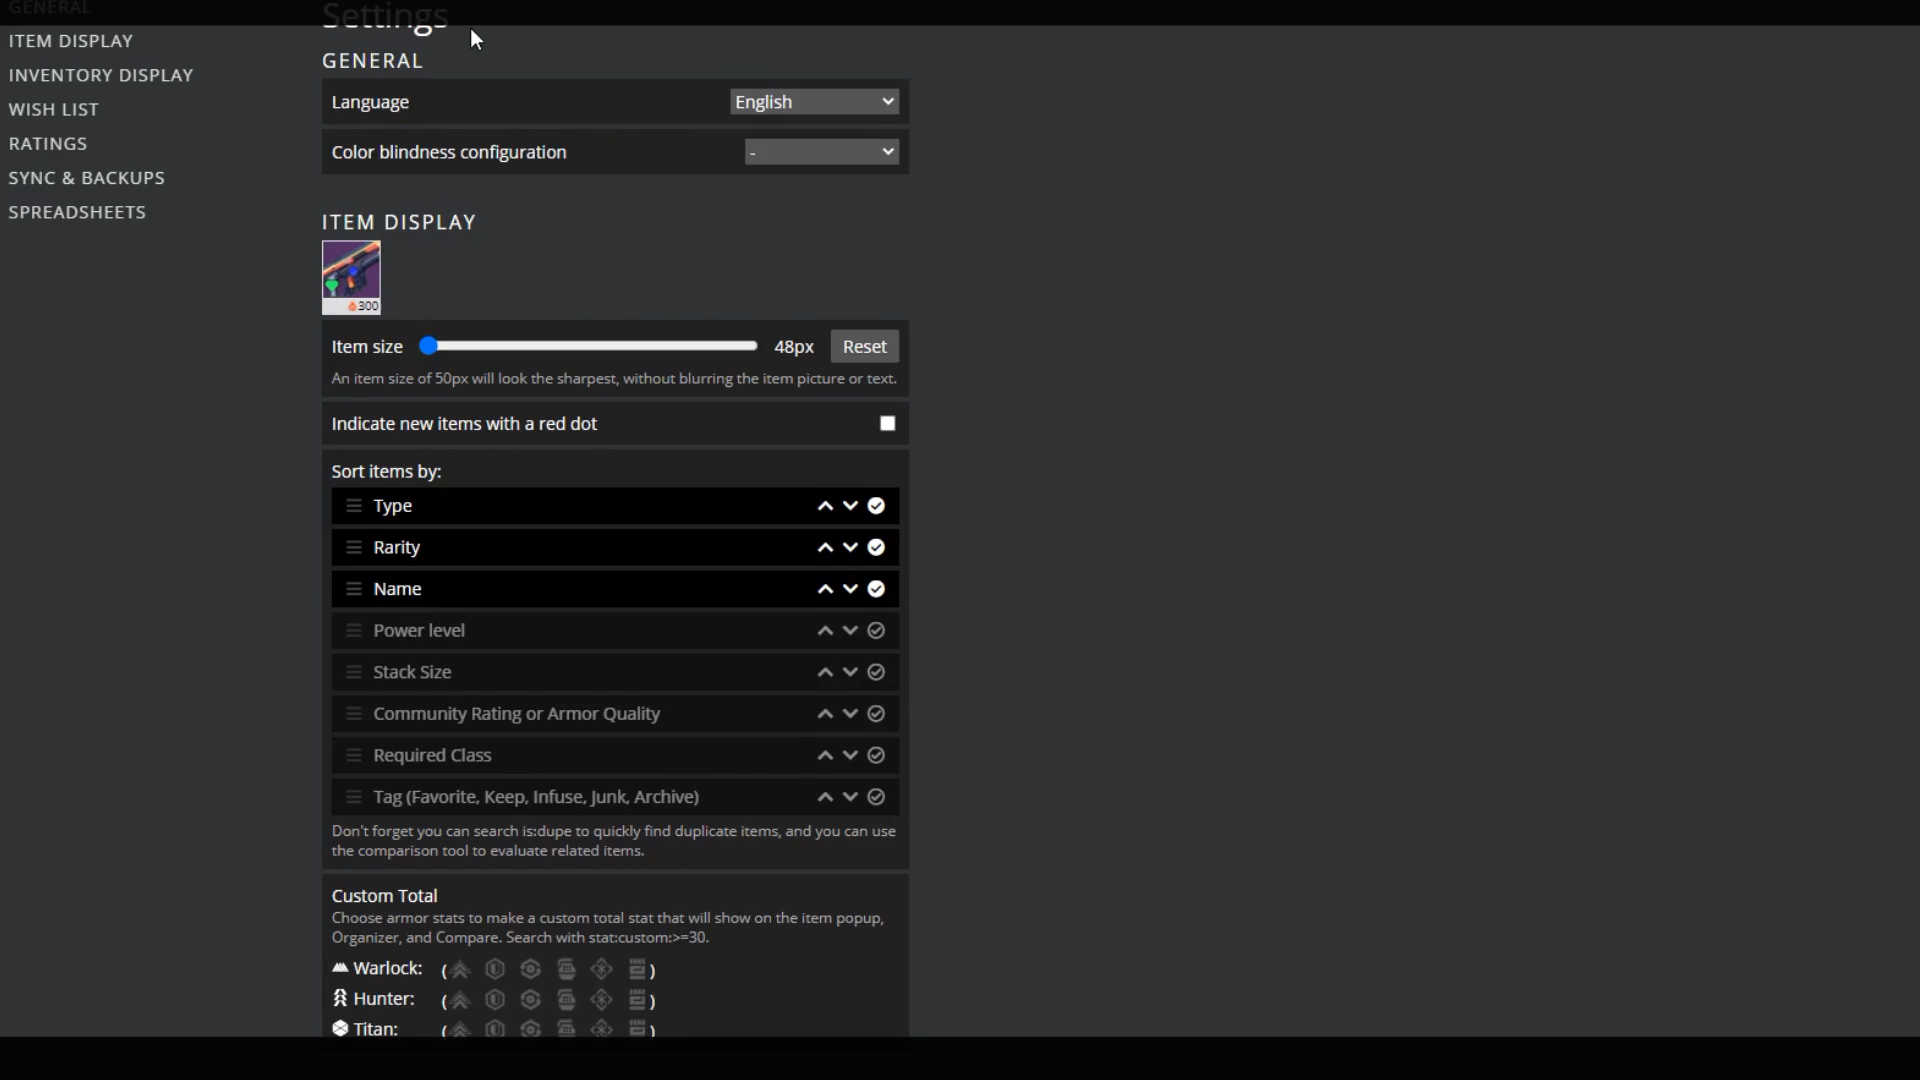 GENERAL
ITEM DISPLAY
INVENTORY DISPLAY
WISH LIST
RATINGS
SYNC & BACKUPS
SPREADSHEETS
Settings
GENERAL
Language English
Color blindness configuration -
ITEM DISPLAY
300
Item size 48px Reset
An item size of 50px will look the sharpest, without blurring the item picture or text.
Indicate new items with a red dot
Sort items by:
Type
Rarity
Name
Power level
Stack Size
Community Rating or Armor Quality
Required Class
Tag (Favorite, Keep, Infuse, Junk, Archive)
Don't forget you can search is:dupe to quickly find duplicate items, and you can use
the comparison tool to evaluate related items.
Custom Total
Choose armor stats to make a custom total stat that will show on the item popup,
Organizer, and Compare. Search with stat:custom:>=30.
Warlock: ( )
Hunter: ( )
Titan: ( )